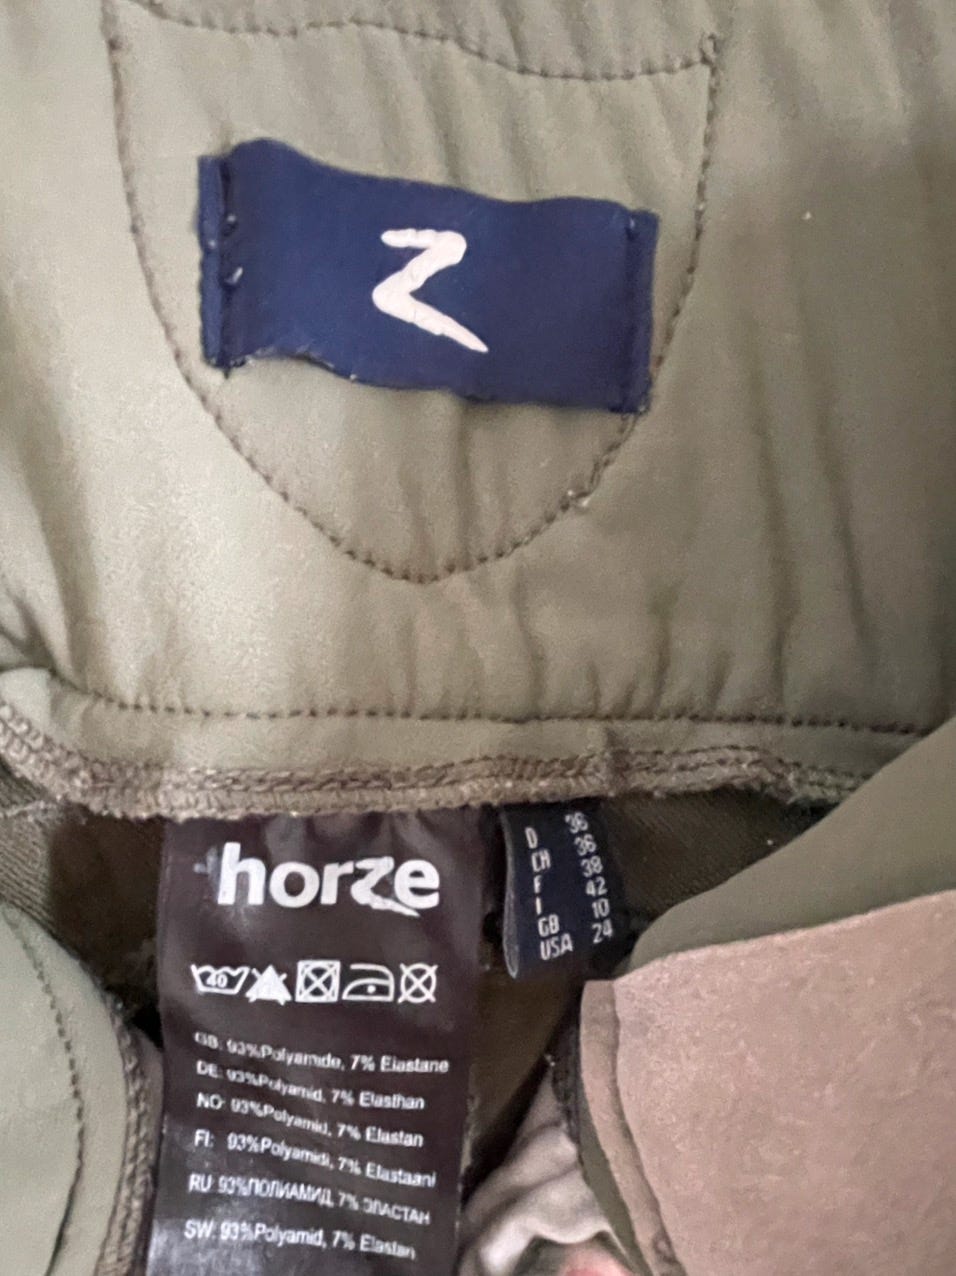 horze
40
GB: 93%Polyamide, 7% Elastane
DE: 93%Polyamid, 7% Elasthan
NO: 93%Polyamid, 7% Elastan
FI: 93%Polyamidi, 7% Elastaani
RU: 93%ПОЛИАМИД, 7% ЭЛАСТАН
SW: 93%Polyamid, 7% Elastan
D 36
CH 36
F 38
I 42
GB 10
USA 24